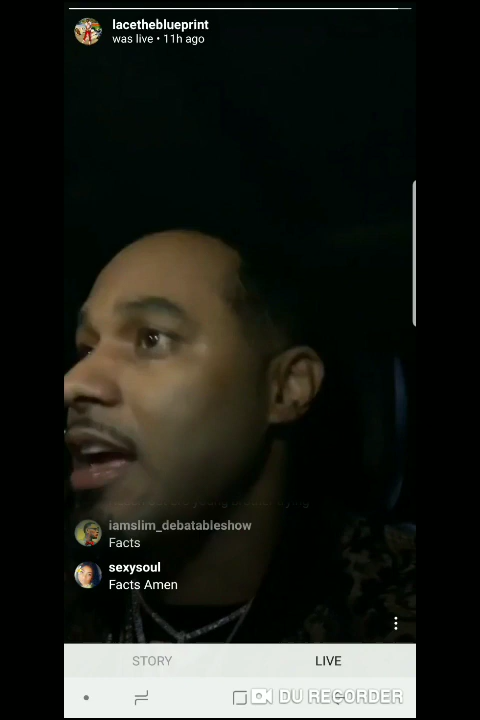 lacetheblueprint
was live • 11h ago
iamslim_debatableshow
Facts
sexysoul
Facts Amen
STORY
LIVE
DU RECORDER